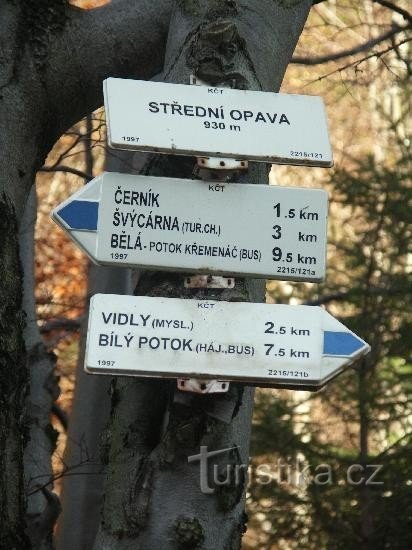 KČT
STŘEDNÍ OPAVA
930 m
1997 2215/121
KČT
ČERNÍK 1.5 km
ŠVÝCÁRNA (TUR.CH.) 3 km
BĚLÁ - POTOK KŘEMENÁČ (BUS) 9.5 km
1997 2215/121a
KČT
VIDLY (MYSL.) 2.5 km
BÍLÝ POTOK (HÁJ., BUS) 7.5 km
1997 2215/121b
turistika.cz